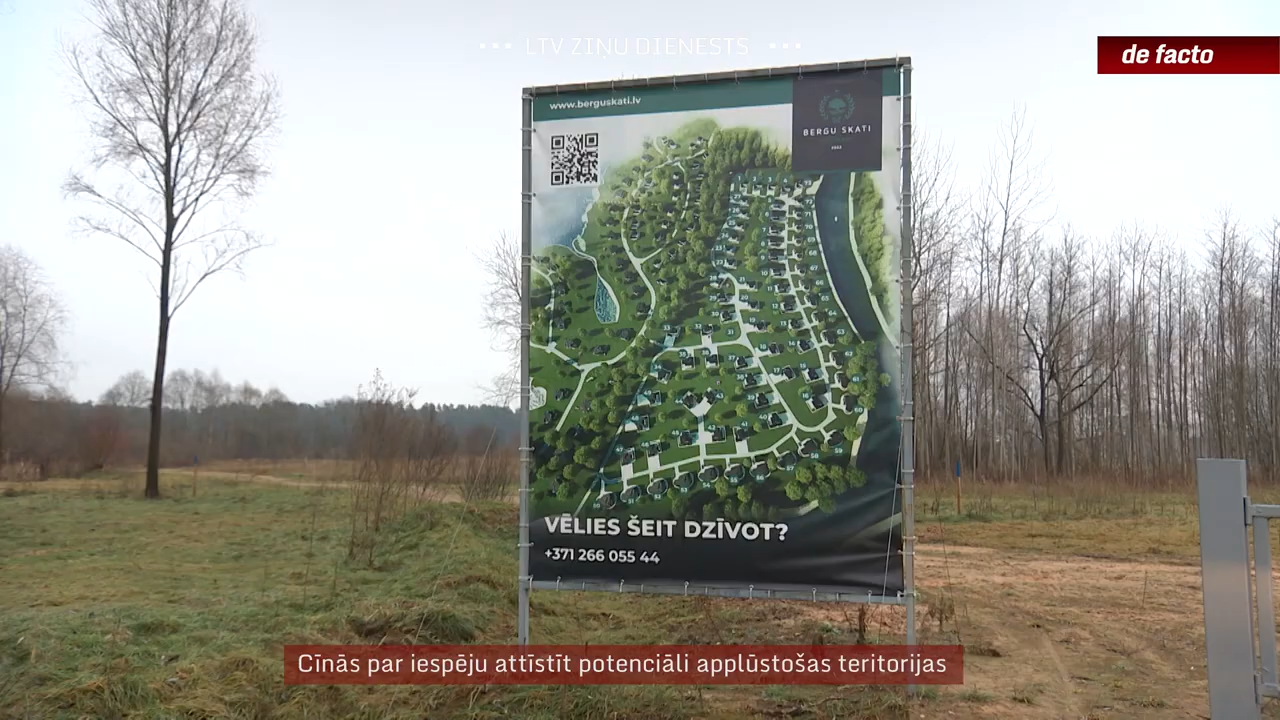 LTV ZIŅU DIENESTS
de facto
www.berguskati.lv
BERGU SKATI
VĒLIES ŠEIT DZĪVOT?
+371 266 055 44
Cīnās par iespēju attīstīt potenciāli applūstošas teritorijas